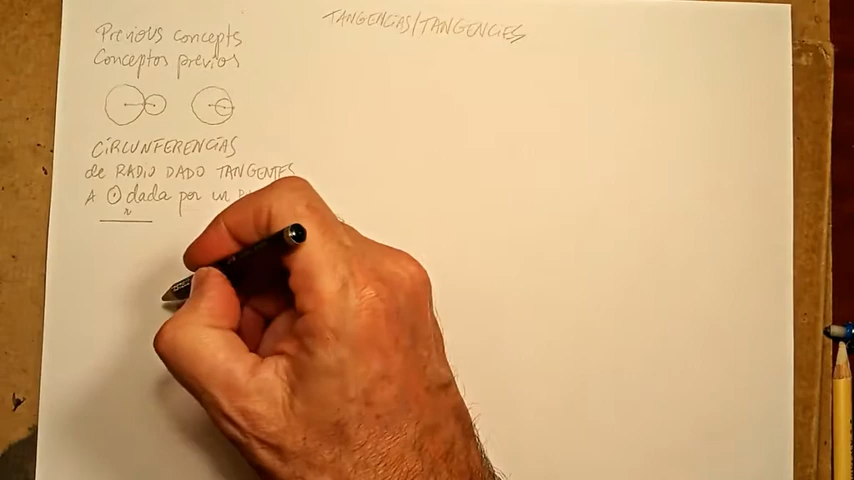 TANGENCIAS/TANGENCIES
Previous concepts
Conceptos previos
CIRCUNFERENCIAS
de RADIO DADO TANGENTES
A dada por un
r